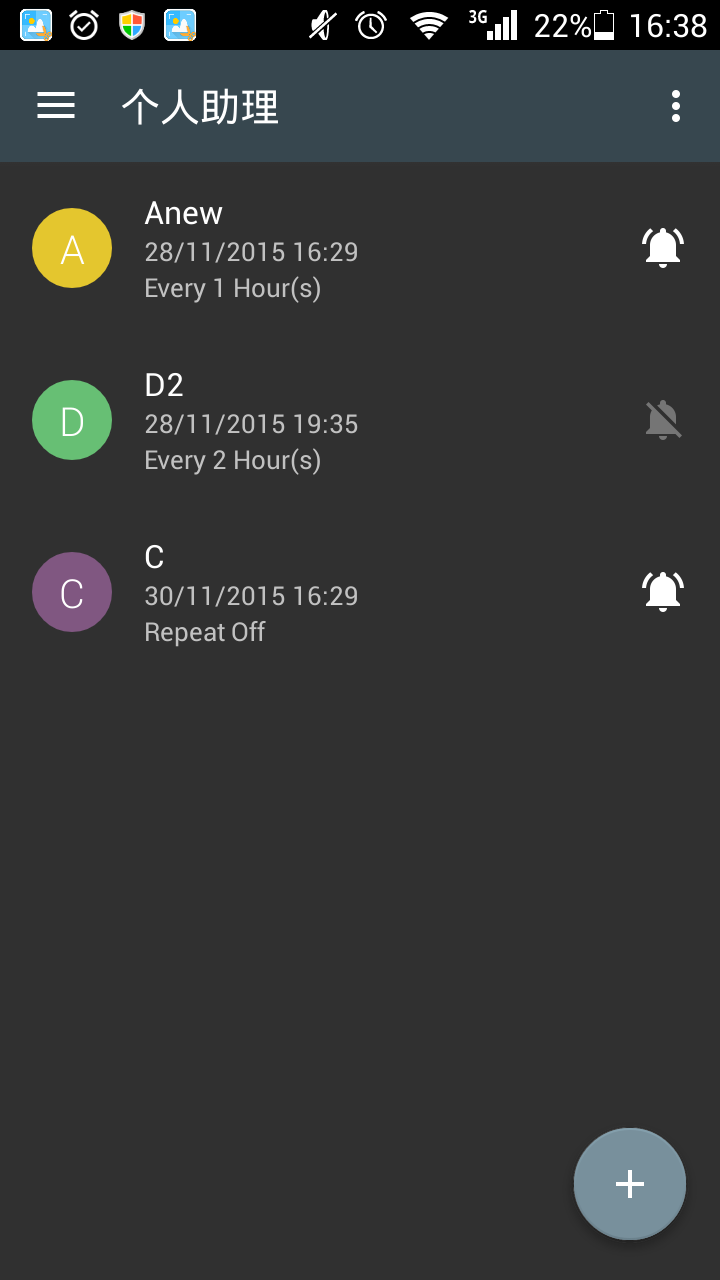 3G 22% 16:38
个人助理
A
Anew
28/11/2015 16:29
Every 1 Hour(s)
D
D2
28/11/2015 19:35
Every 2 Hour(s)
C
C
30/11/2015 16:29
Repeat Off
+